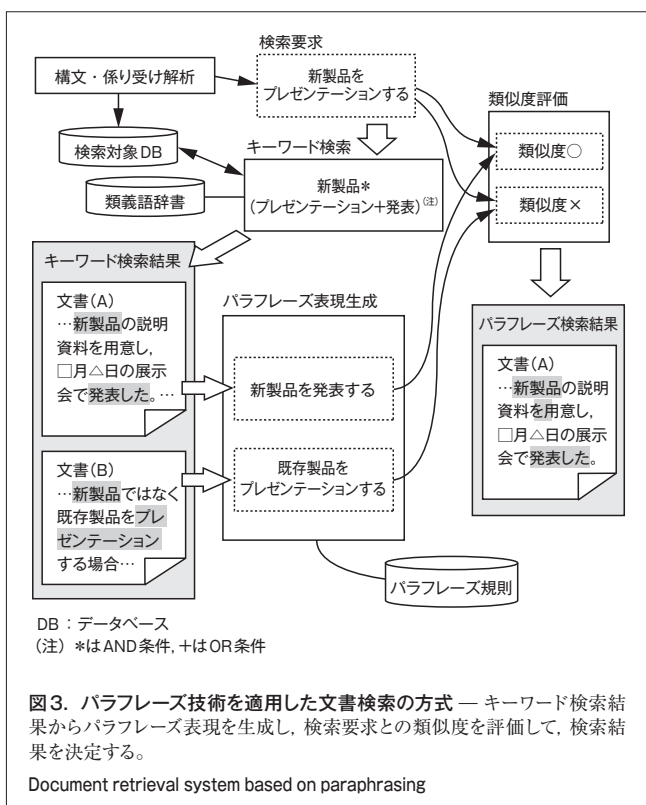 検索要求
構文・係り受け解析
新製品を
プレゼンテーションする
類似度評価
検索対象DB
キーワード検索
類似度○
新製品*
(プレゼンテーション+発表)(注)
類義語辞書
類似度×
キーワード検索結果
文書(A)
…新製品の説明
資料を用意し,
□月△日の展示
会で発表した。…
文書(B)
…新製品ではなく
既存製品をプレ
ゼンテーション
する場合…
パラフレーズ表現生成
新製品を発表する
既存製品を
プレゼンテーションする
パラフレーズ規則
パラフレーズ検索結果
文書(A)
…新製品の説明
資料を用意し,
□月△日の展示
会で発表した。
DB:データベース
(注) *はAND条件,+はOR条件
図3. パラフレーズ技術を適用した文書検索の方式 — キーワード検索結
果からパラフレーズ表現を生成し, 検索要求との類似度を評価して, 検索結
果を決定する。
Document retrieval system based on paraphrasing